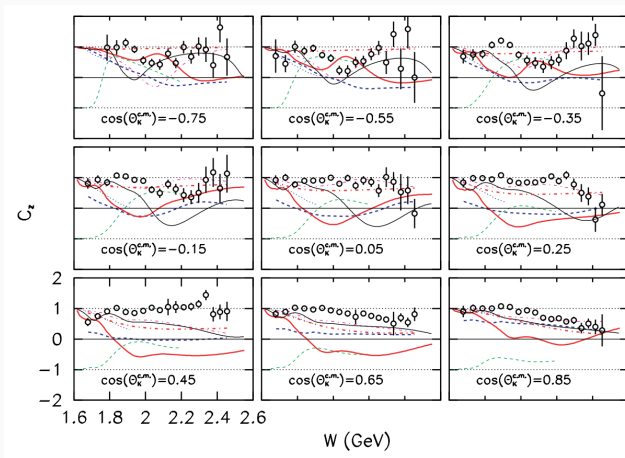 cos(Θ_K^{c.m.})=−0.75
cos(Θ_K^{c.m.})=−0.55
cos(Θ_K^{c.m.})=−0.35
cos(Θ_K^{c.m.})=−0.15
cos(Θ_K^{c.m.})=0.05
cos(Θ_K^{c.m.})=0.25
C_z
2
1
0
−1
−2
cos(Θ_K^{c.m.})=0.45
cos(Θ_K^{c.m.})=0.65
cos(Θ_K^{c.m.})=0.85
1.6 1.8 2 2.2 2.4 2.6
W (GeV)